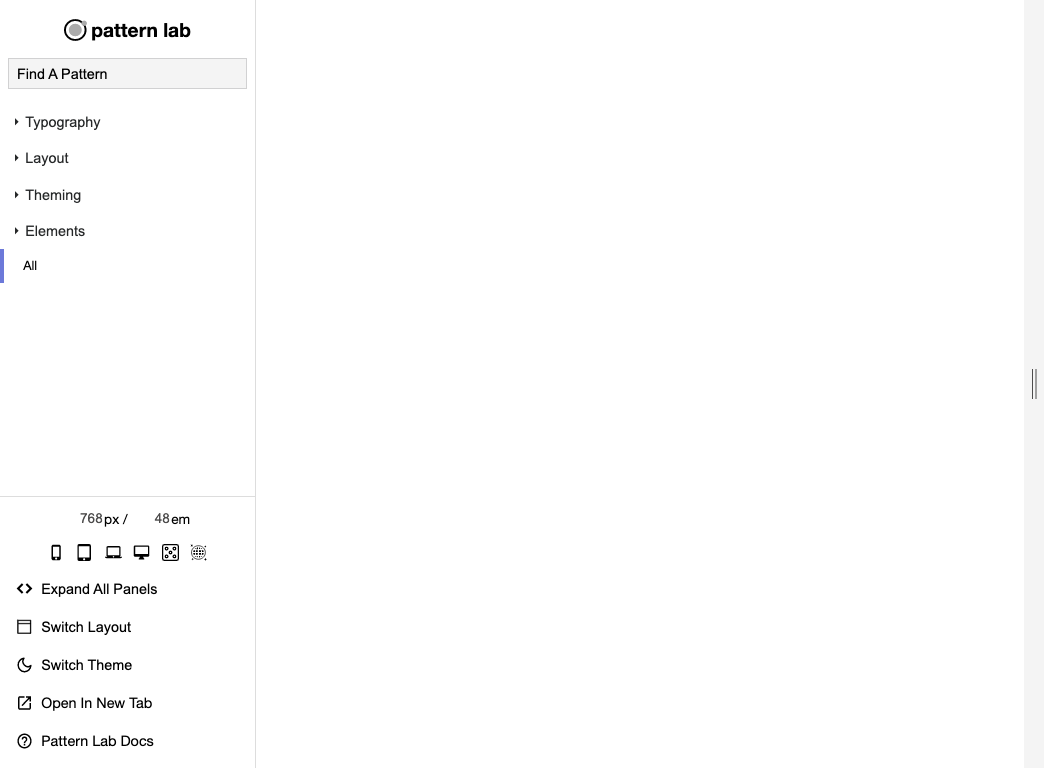 pattern lab
Find A Pattern
Typography
Layout
Theming
Elements
All
768px / 48em
Expand All Panels
Switch Layout
Switch Theme
Open In New Tab
Pattern Lab Docs